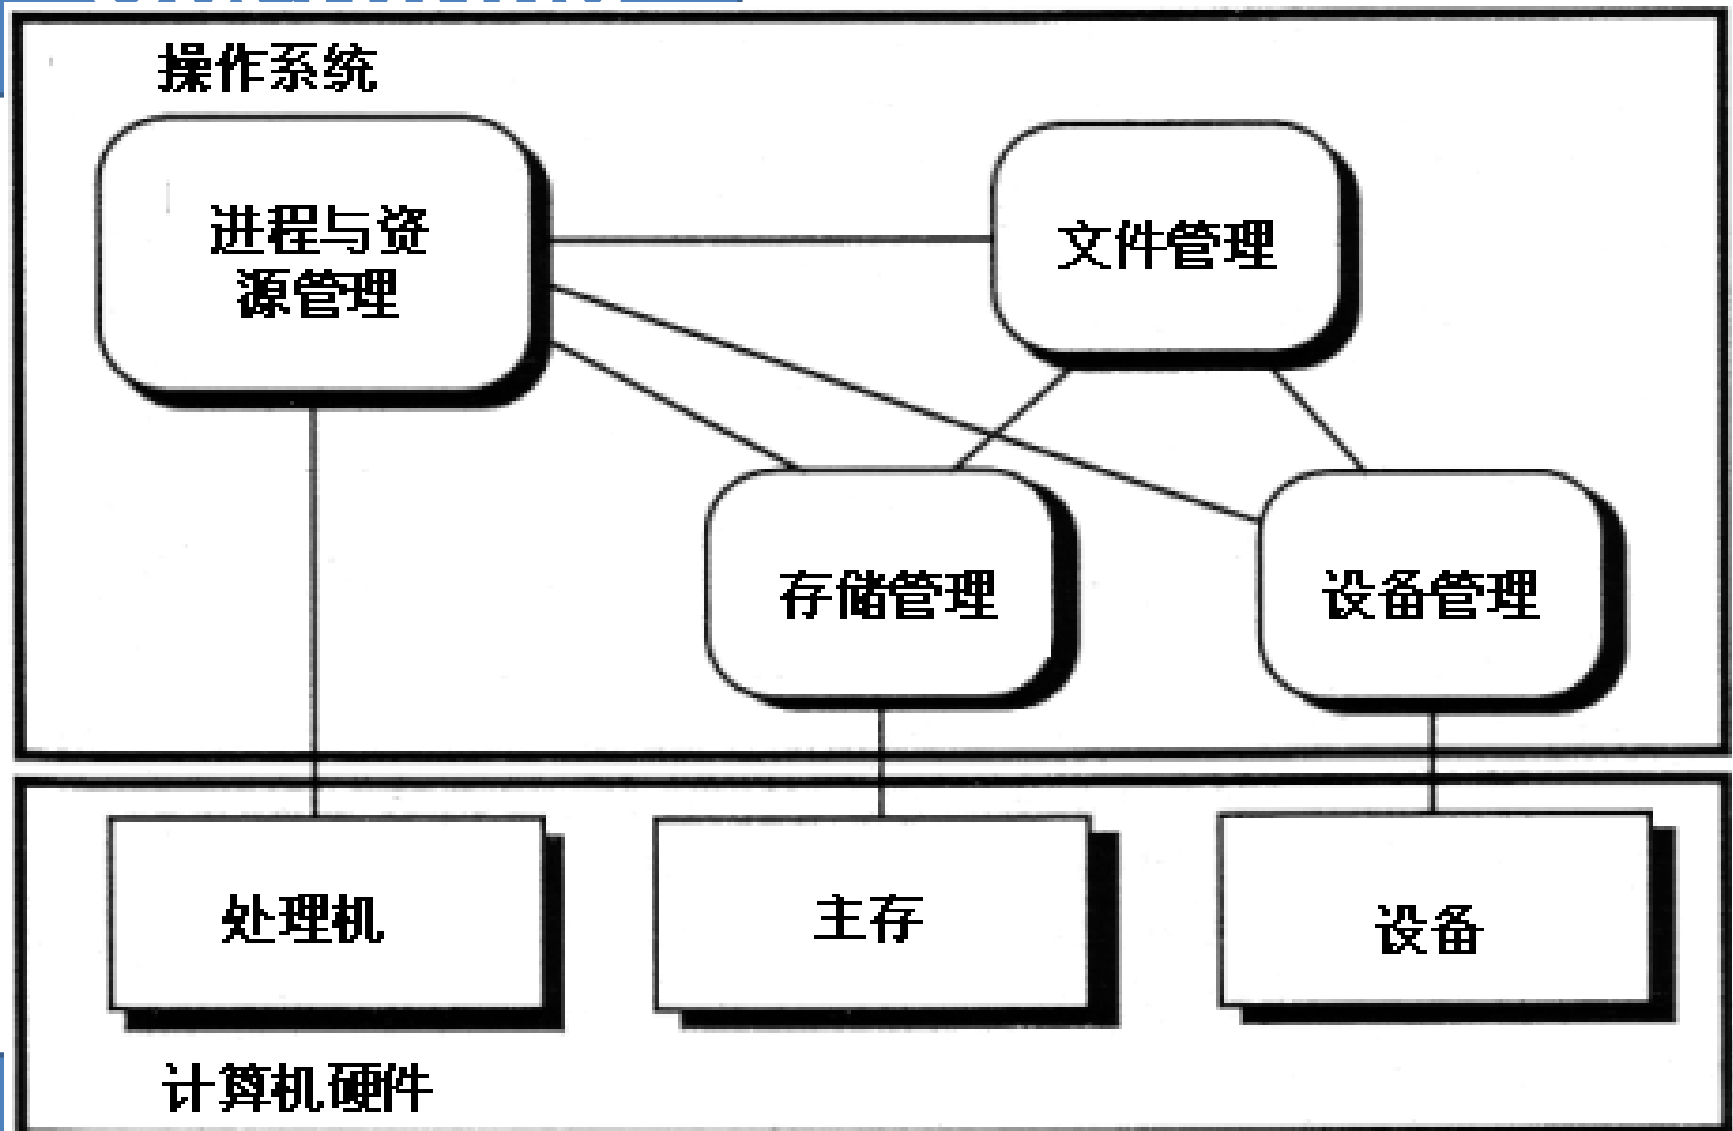 操作系统
进程与资
源管理
文件管理
存储管理
设备管理
处理机
主存
设备
计算机硬件